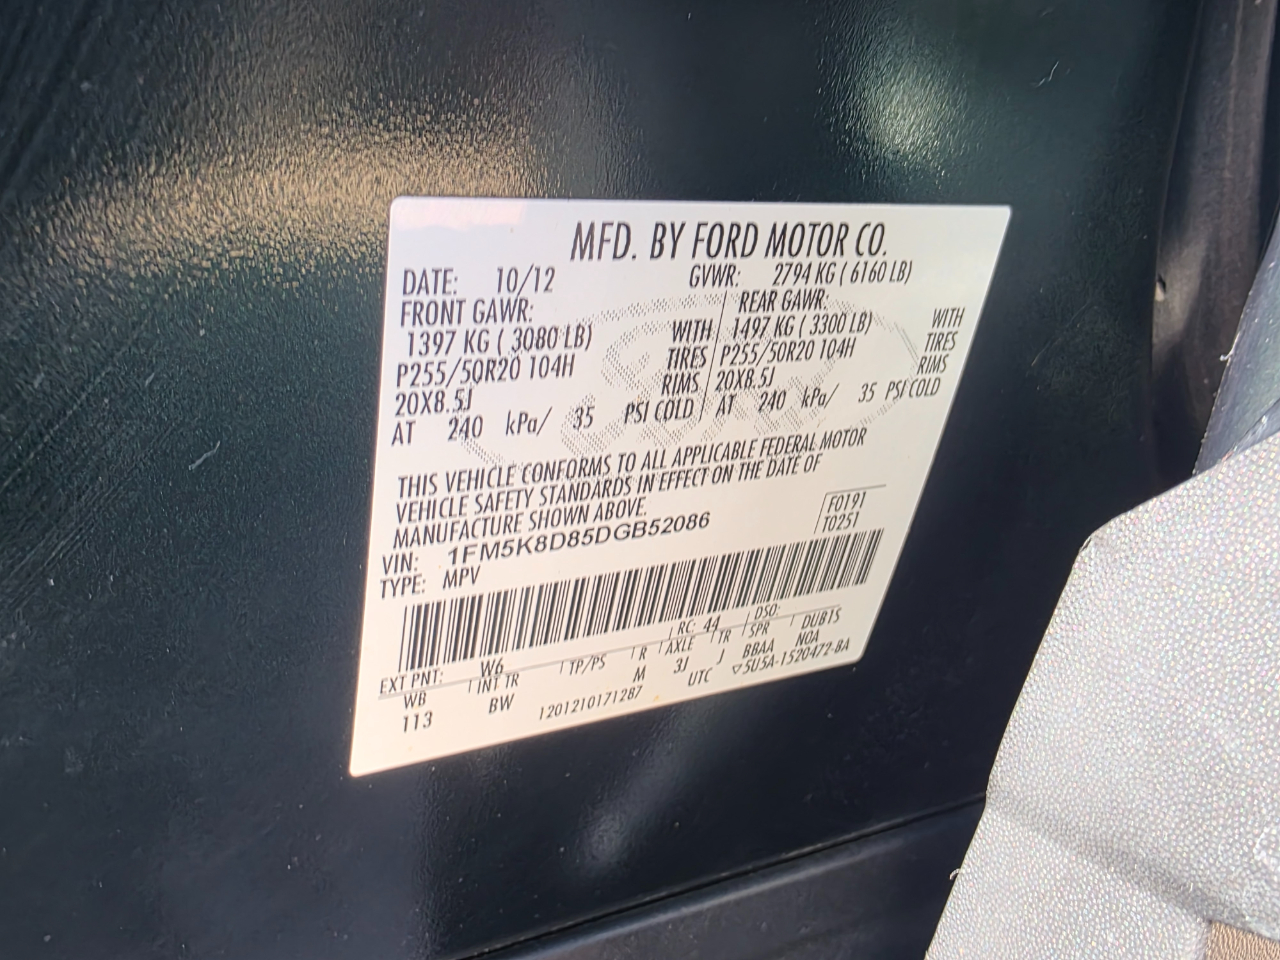 MFD. BY FORD MOTOR CO.
DATE: 10/12 GVWR: 2794 KG ( 6160 LB)
FRONT GAWR: REAR GAWR:
1397 KG ( 3080 LB) WITH 1497 KG ( 3300 LB) WITH
P255/50R20 104H TIRES P255/50R20 104H TIRES
20X8.5J RIMS 20X8.5J RIMS
AT 240 kPa/ 35 PSI COLD AT 240 kPa/ 35 PSI COLD
THIS VEHICLE CONFORMS TO ALL APPLICABLE FEDERAL MOTOR
VEHICLE SAFETY STANDARDS IN EFFECT ON THE DATE OF
MANUFACTURE SHOWN ABOVE.
VIN: 1FM5K8D85DGB52086 F0191
TYPE: MPV T0257
EXT PNT: W6 RC: 44 DSO:
WB INT TR TP/PS R AXLE TR SPR DUB15
113 BW M 3J J BBAA NOA
1201210171287 UTC ▽5U5A-1520472-BA